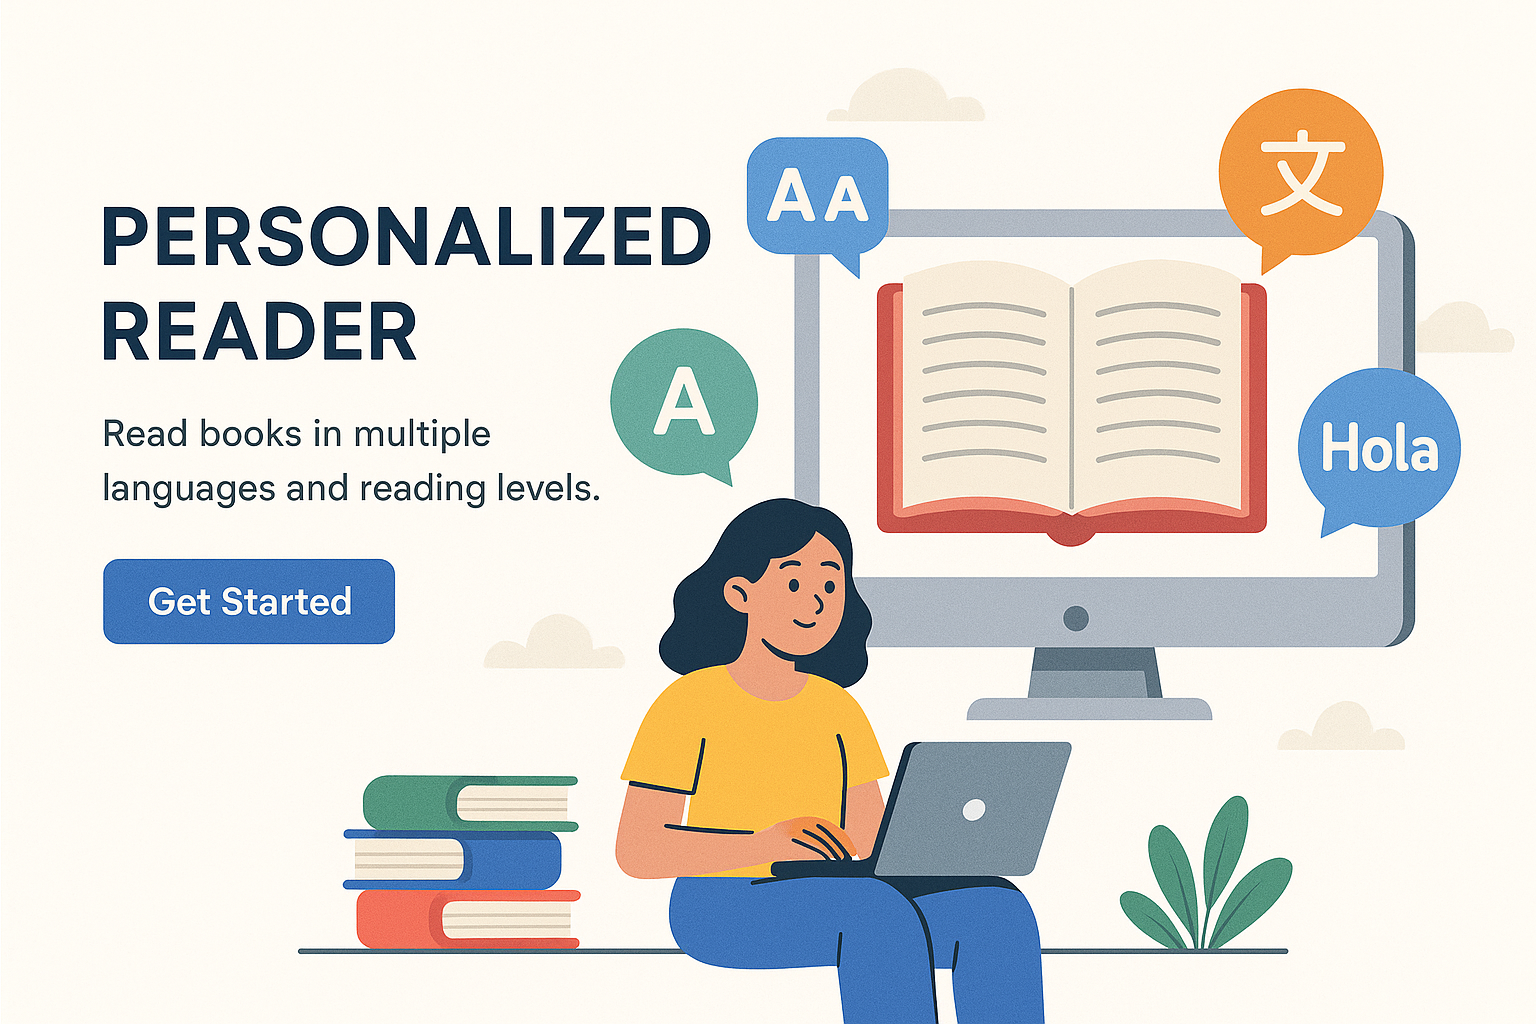 PERSONALIZED
READER
Read books in multiple
languages and reading levels.
Get Started
AA
文
A
Hola